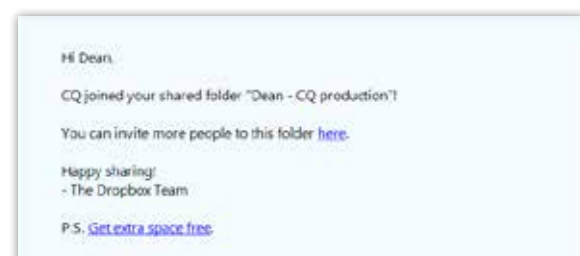 Hi Dean,
CQ joined your shared folder "Dean - CQ production"!
You can invite more people to this folder here.
Happy sharing!
- The Dropbox Team
P.S. Get extra space free.